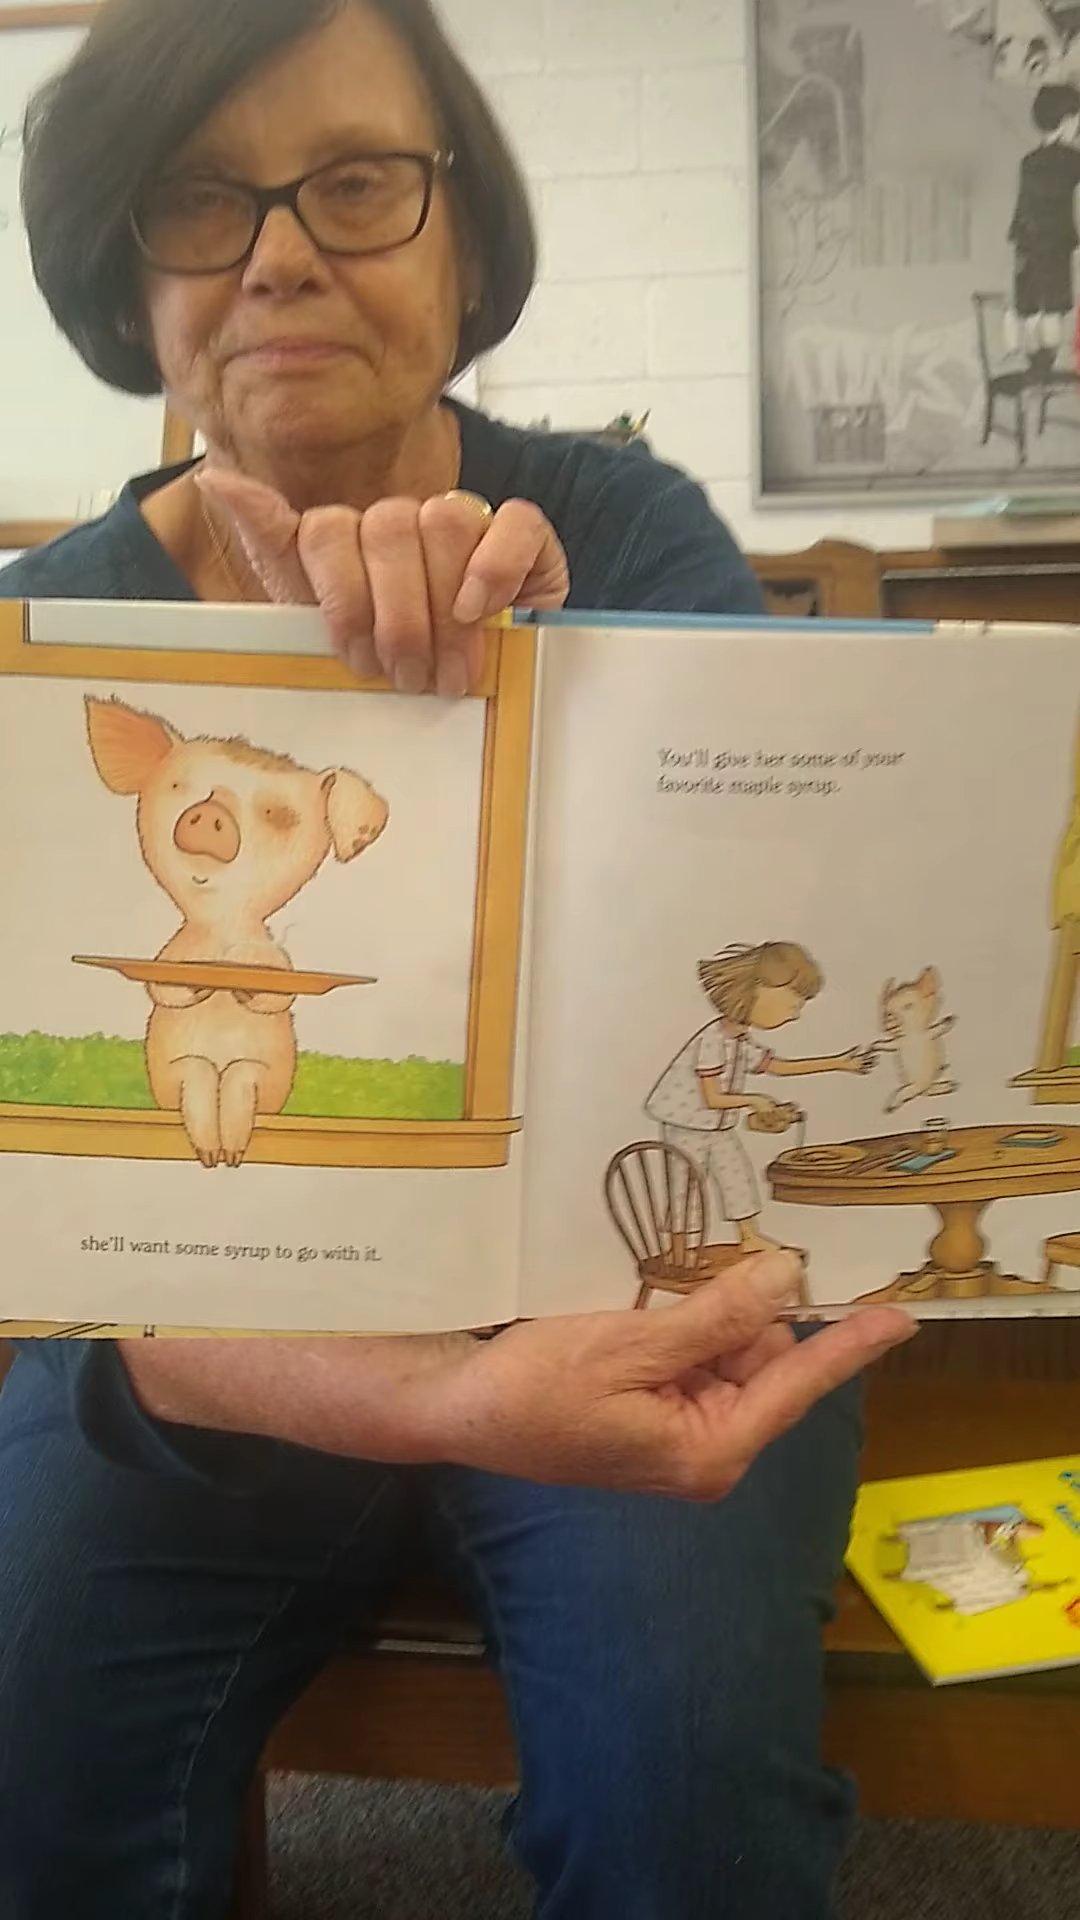 she'll want some syrup to go with it.
You'll give her some of your
favorite maple syrup.